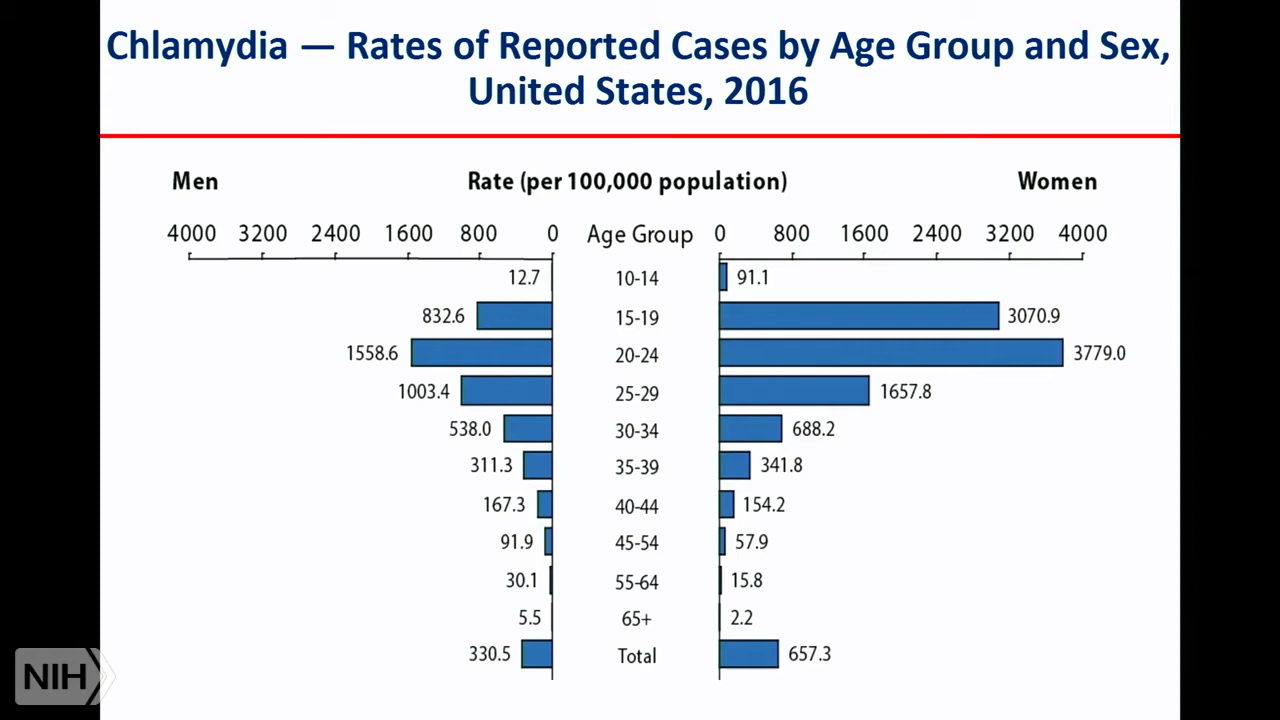 Chlamydia — Rates of Reported Cases by Age Group and Sex,
United States, 2016
Men Rate (per 100,000 population) Women
4000 3200 2400 1600 800 0 Age Group 0 800 1600 2400 3200 4000
12.7 10-14 91.1
832.6 15-19 3070.9
1558.6 20-24 3779.0
1003.4 25-29 1657.8
538.0 30-34 688.2
311.3 35-39 341.8
167.3 40-44 154.2
91.9 45-54 57.9
30.1 55-64 15.8
5.5 65+ 2.2
330.5 Total 657.3
NIH